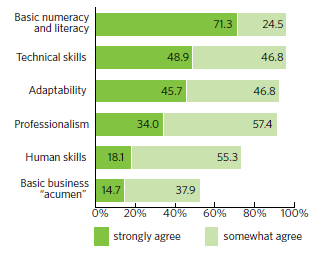 Basic numeracy
and literacy
71.3 24.5
Technical skills 48.9 46.8
Adaptability 45.7 46.8
Professionalism 34.0 57.4
Human skills 18.1 55.3
Basic business
"acumen"
14.7 37.9
0% 20% 40% 60% 80% 100%
strongly agree somewhat agree